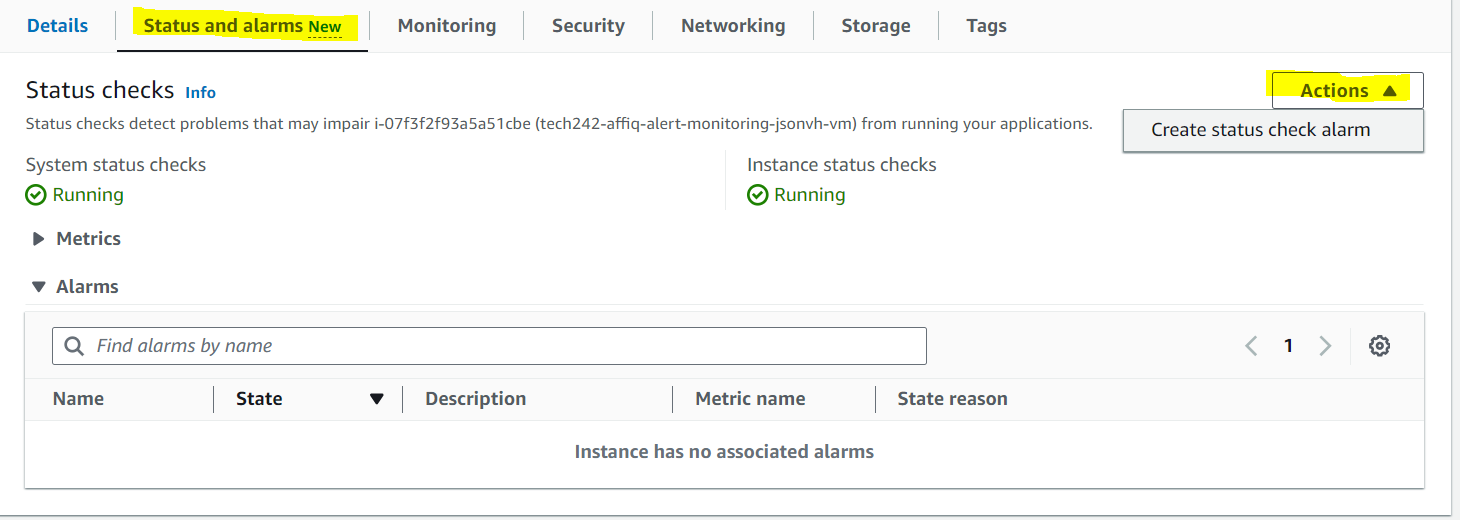 Details Status and alarms New Monitoring Security Networking Storage Tags
Status checks Info
Actions
Status checks detect problems that may impair i-07f3f2f93a5a51cbe (tech242-affiq-alert-monitoring-jsonvh-vm) from running your applications.
Create status check alarm
System status checks Instance status checks
Running Running
Metrics
Alarms
Find alarms by name 1
Name State Description Metric name State reason
Instance has no associated alarms